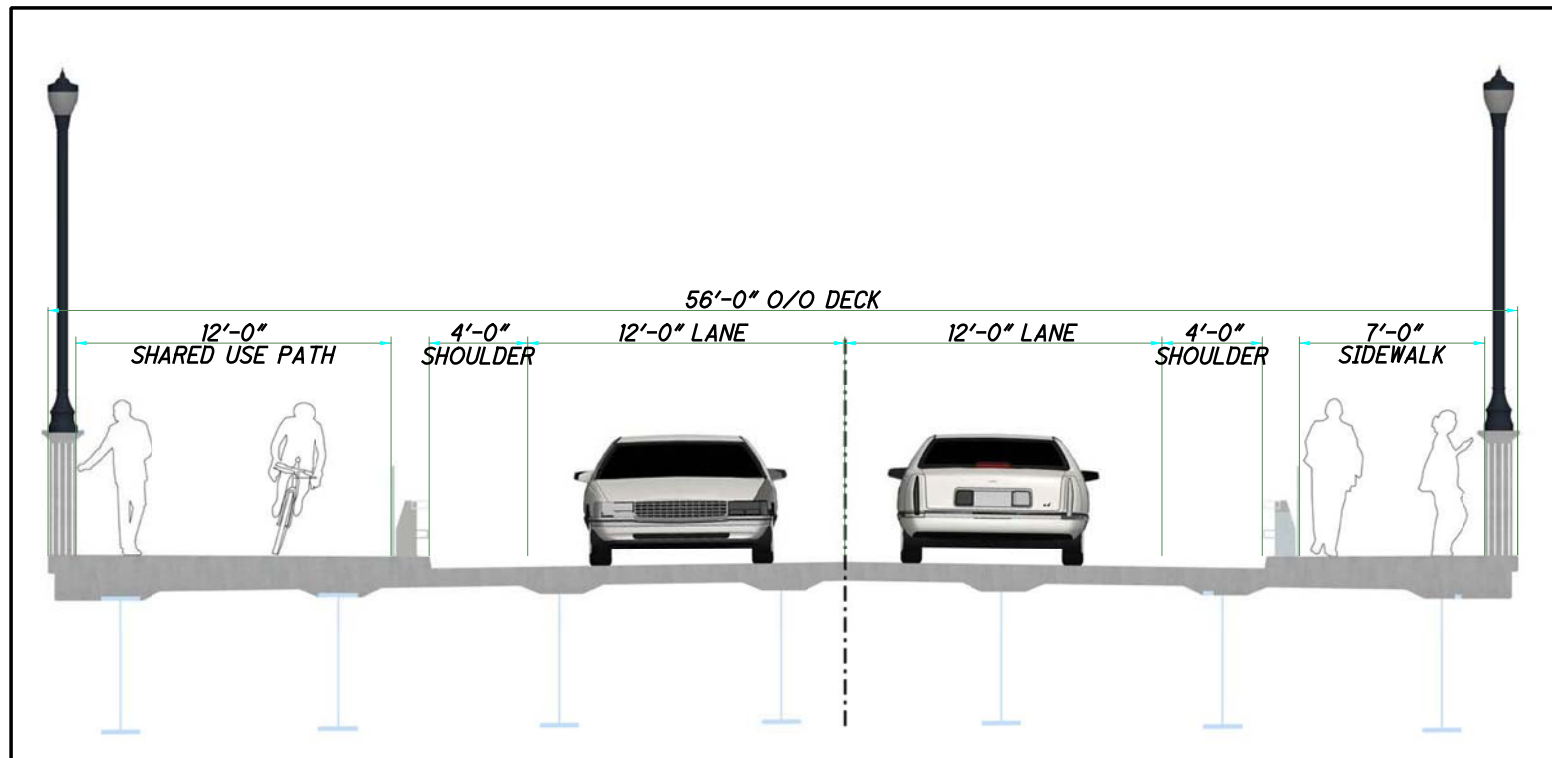 56'-0" O/O DECK
12'-0"
SHARED USE PATH
4'-0"
SHOULDER
12'-0" LANE
12'-0" LANE
4'-0"
SHOULDER
7'-0"
SIDEWALK